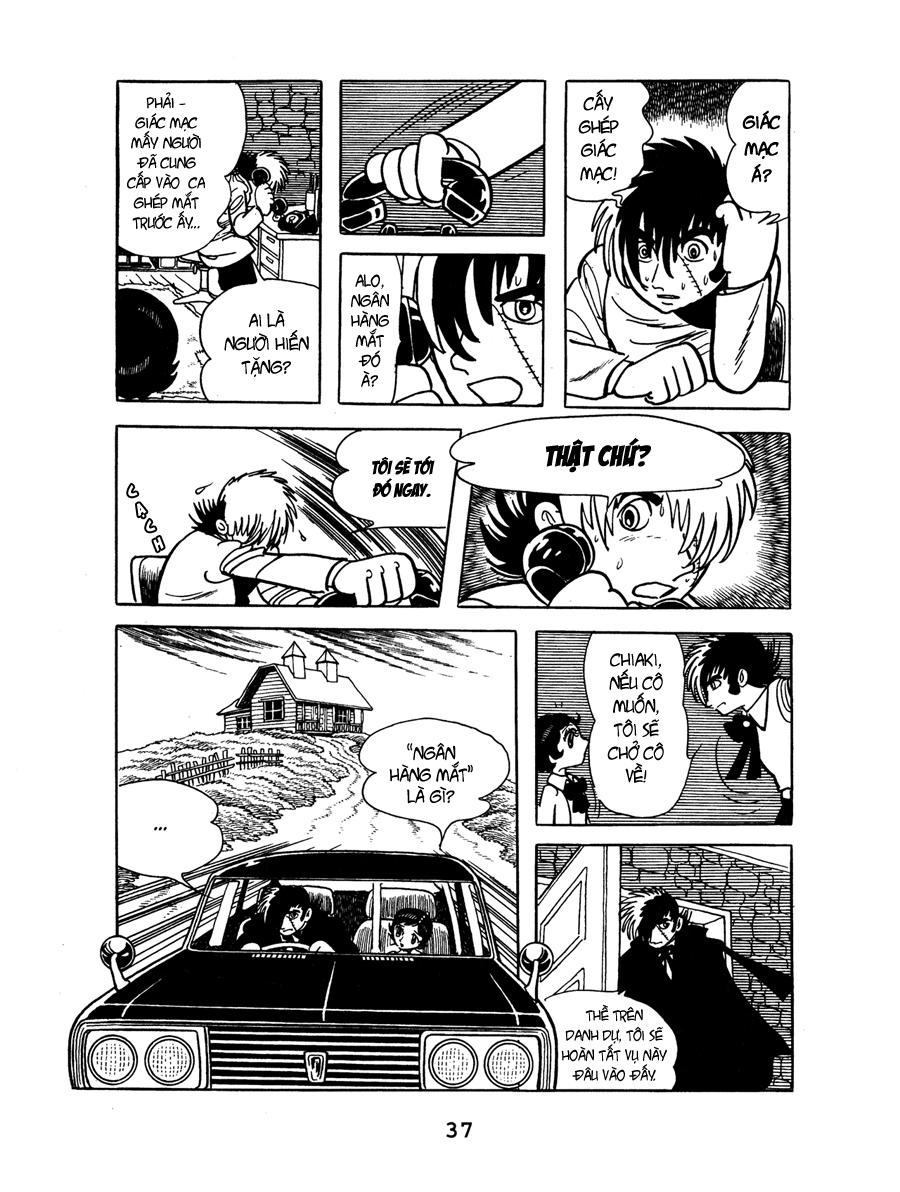 GIÁC
MẠC
Á?
CẤY
GHÉP
GIÁC
MẠC!
ALO,
NGÂN
HÀNG
MẮT
ĐÓ
À?
PHẢI -
GIÁC MẠC
MẤY NGƯỜI
ĐÃ CUNG
CẤP VÀO CA
GHÉP MẮT
TRƯỚC ẤY...
AI LÀ
NGƯỜI HIẾN
TẶNG?
THẬT CHỨ?
TÔI SẼ TỚI
ĐÓ NGAY.
CẠCH
CHIAKI,
NẾU CÔ
MUỐN,
TÔI SẼ
CHỞ CÔ
VỀ!
THỀ TRÊN
DANH DỰ, TÔI SẼ
HOÀN TẤT VỤ NÀY
ĐÂU VÀO ĐẤY.
"NGÂN
HÀNG MẮT"
LÀ GÌ?
...
37